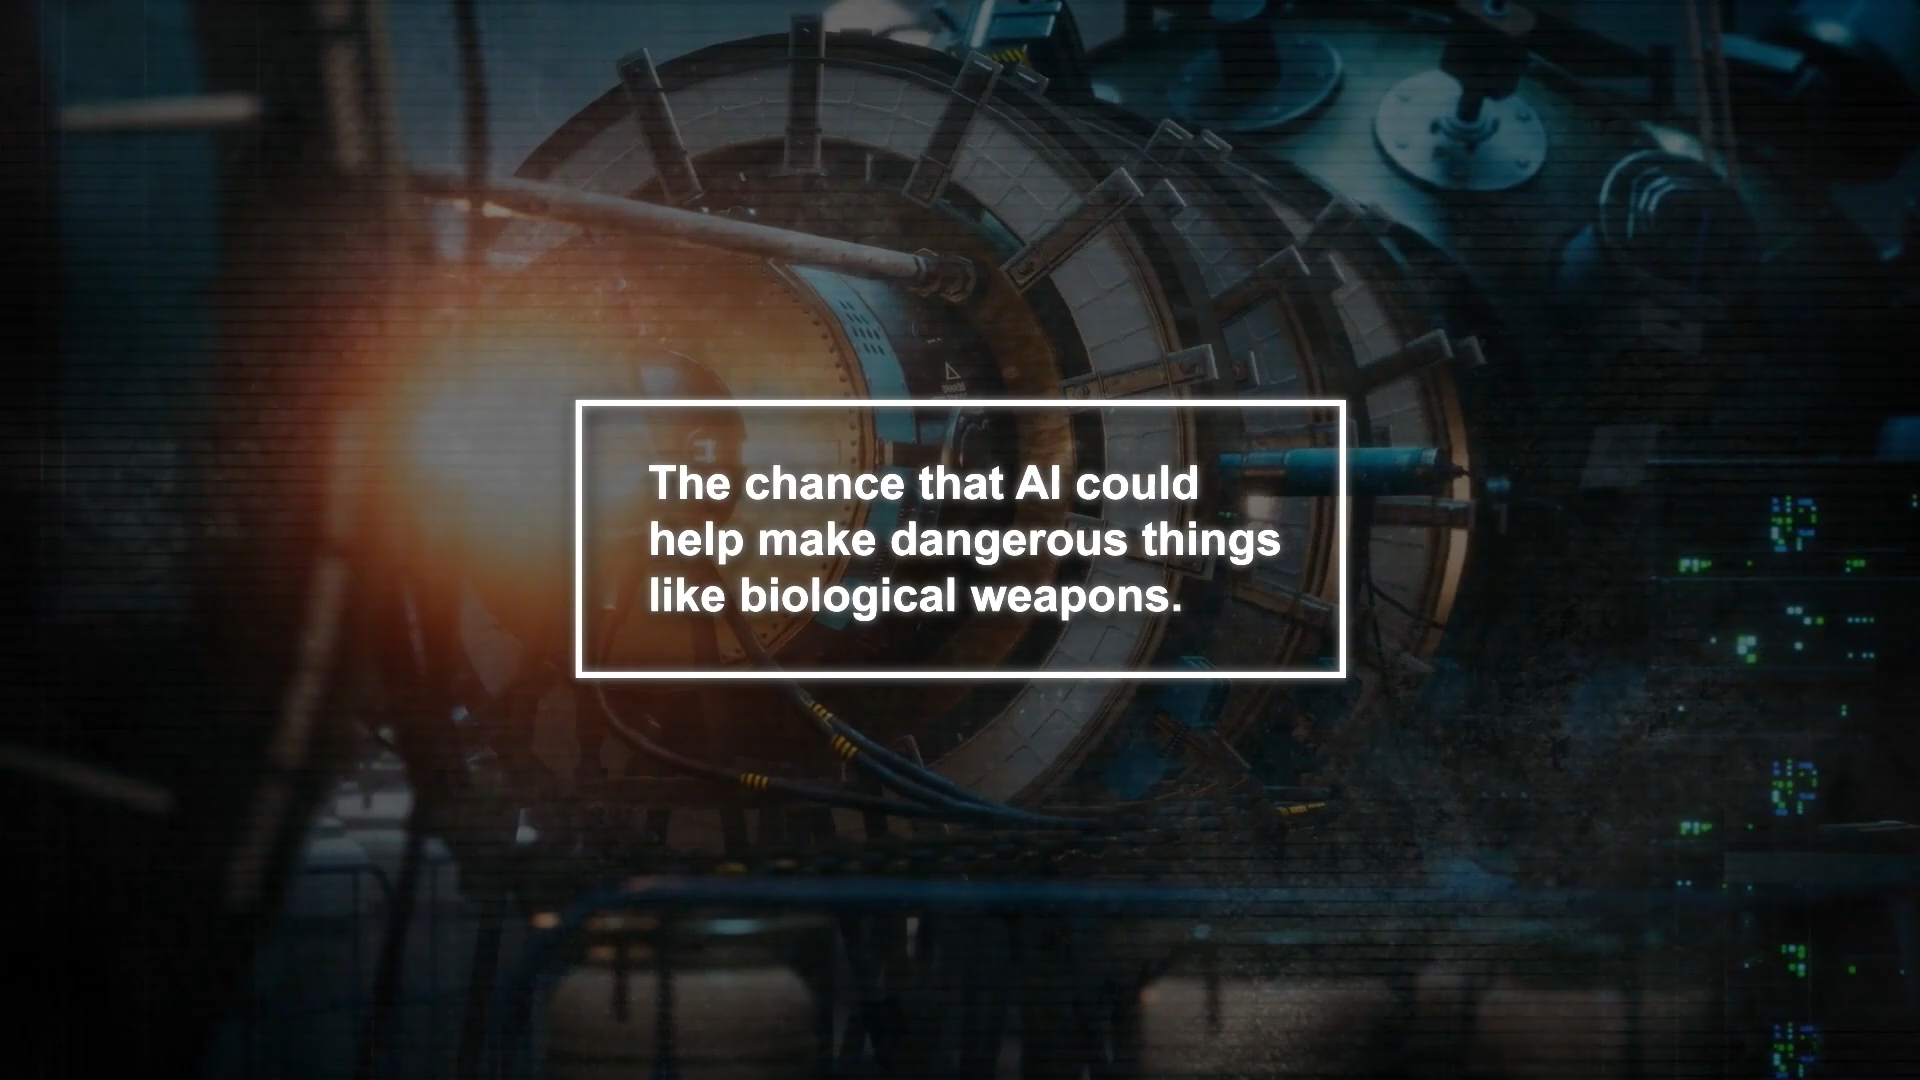 The chance that AI could
help make dangerous things
like biological weapons.